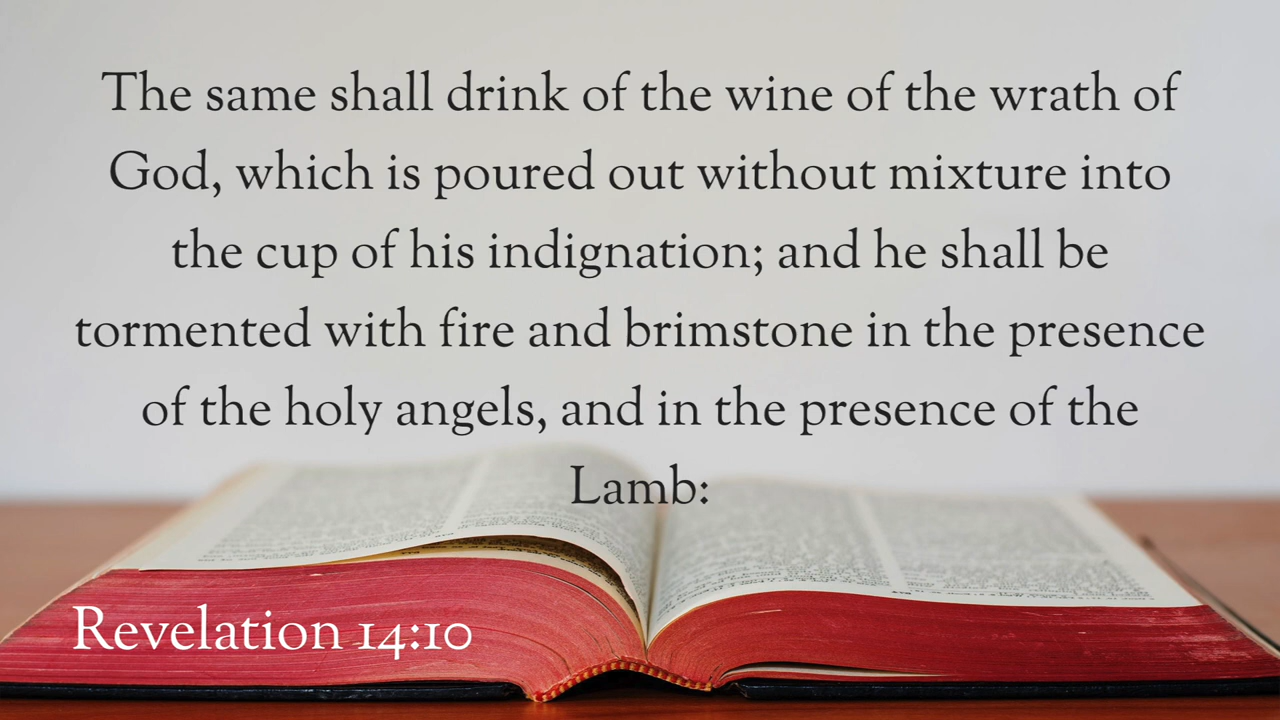 The same shall drink of the wine of the wrath of
God, which is poured out without mixture into
the cup of his indignation; and he shall be
tormented with fire and brimstone in the presence
of the holy angels, and in the presence of the
Lamb:
Revelation 14:10